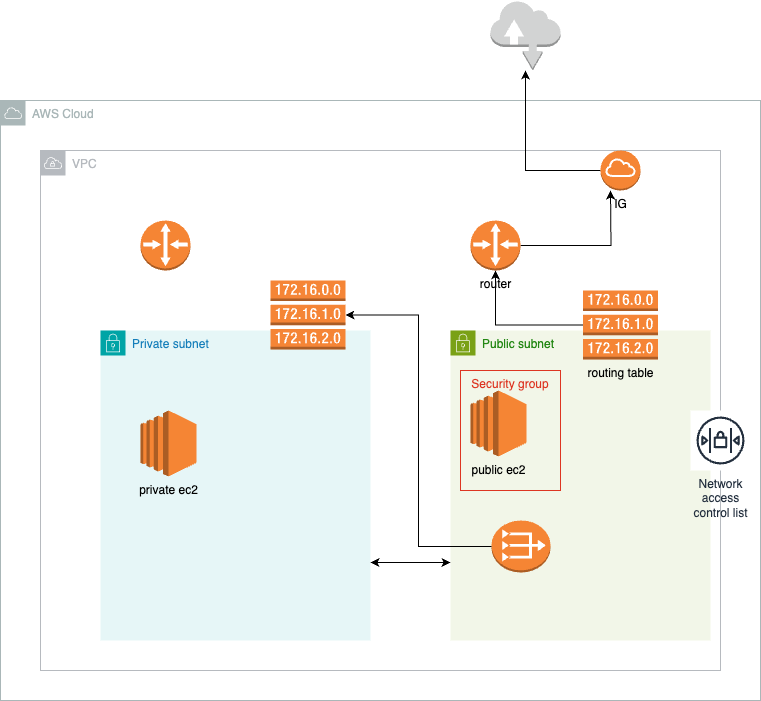 AWS Cloud
VPC
IG
router
172.16.0.0
172.16.1.0
172.16.2.0
172.16.0.0
172.16.1.0
172.16.2.0
routing table
Private subnet
Public subnet
Security group
public ec2
private ec2
Network
access
control list